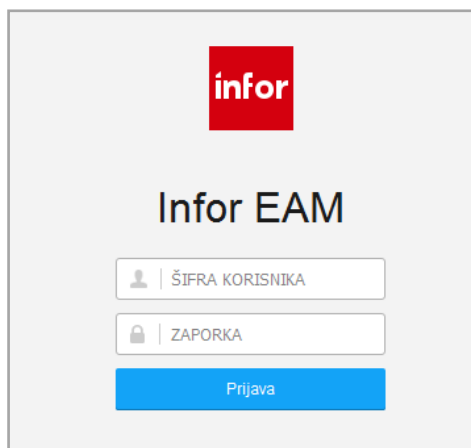 infor
Infor EAM
ŠIFRA KORISNIKA
ZAPORKA
Prijava